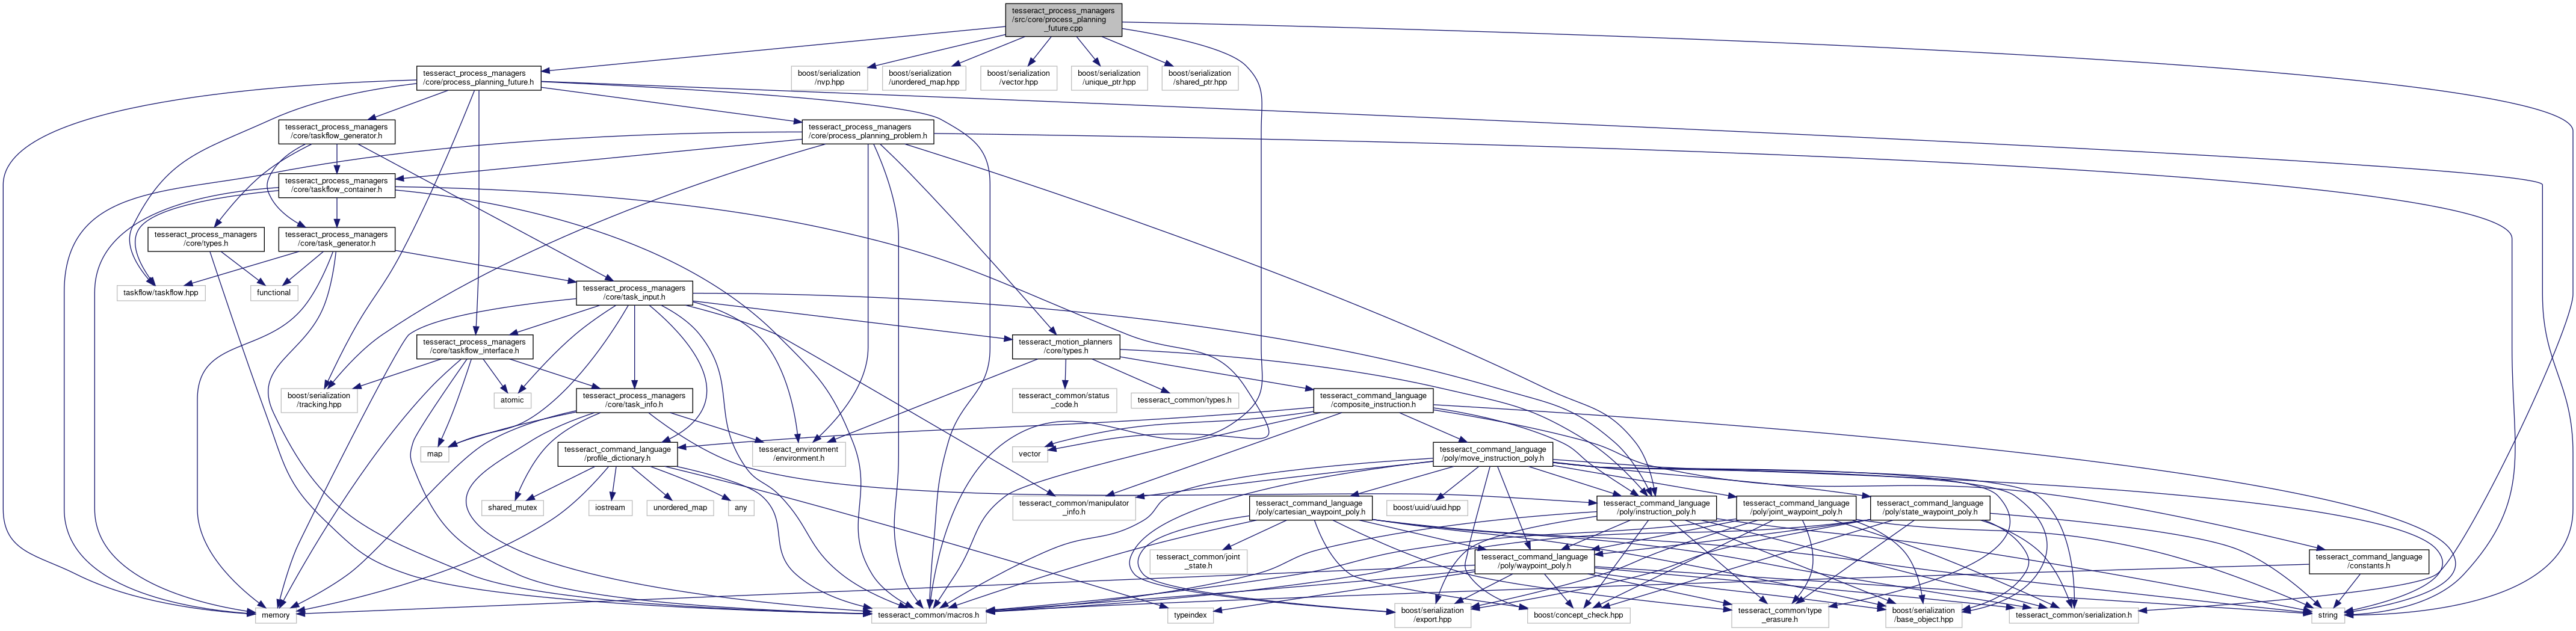 tesseract_process_managers
/src/core/process_planning
_future.cpp
tesseract_process_managers
/core/process_planning_future.h
boost/serialization
/nvp.hpp
boost/serialization
/unordered_map.hpp
boost/serialization
/vector.hpp
boost/serialization
/unique_ptr.hpp
boost/serialization
/shared_ptr.hpp
tesseract_process_managers
/core/taskflow_generator.h
tesseract_process_managers
/core/process_planning_problem.h
tesseract_process_managers
/core/taskflow_container.h
tesseract_process_managers
/core/types.h
tesseract_process_managers
/core/task_generator.h
taskflow/taskflow.hpp
functional
tesseract_process_managers
/core/task_input.h
tesseract_process_managers
/core/taskflow_interface.h
tesseract_motion_planners
/core/types.h
boost/serialization
/tracking.hpp
atomic
tesseract_process_managers
/core/task_info.h
tesseract_common/status
_code.h
tesseract_common/types.h
tesseract_command_language
/composite_instruction.h
map
tesseract_command_language
/profile_dictionary.h
tesseract_environment
/environment.h
vector
tesseract_command_language
/poly/move_instruction_poly.h
shared_mutex
iostream
unordered_map
any
tesseract_common/manipulator
_info.h
tesseract_command_language
/poly/cartesian_waypoint_poly.h
boost/uuid/uuid.hpp
tesseract_command_language
/poly/instruction_poly.h
tesseract_command_language
/poly/joint_waypoint_poly.h
tesseract_command_language
/poly/state_waypoint_poly.h
tesseract_common/joint
_state.h
tesseract_command_language
/poly/waypoint_poly.h
tesseract_command_language
/constants.h
memory
tesseract_common/macros.h
typeindex
boost/serialization
/export.hpp
boost/concept_check.hpp
tesseract_common/type
_erasure.h
boost/serialization
/base_object.hpp
tesseract_common/serialization.h
string